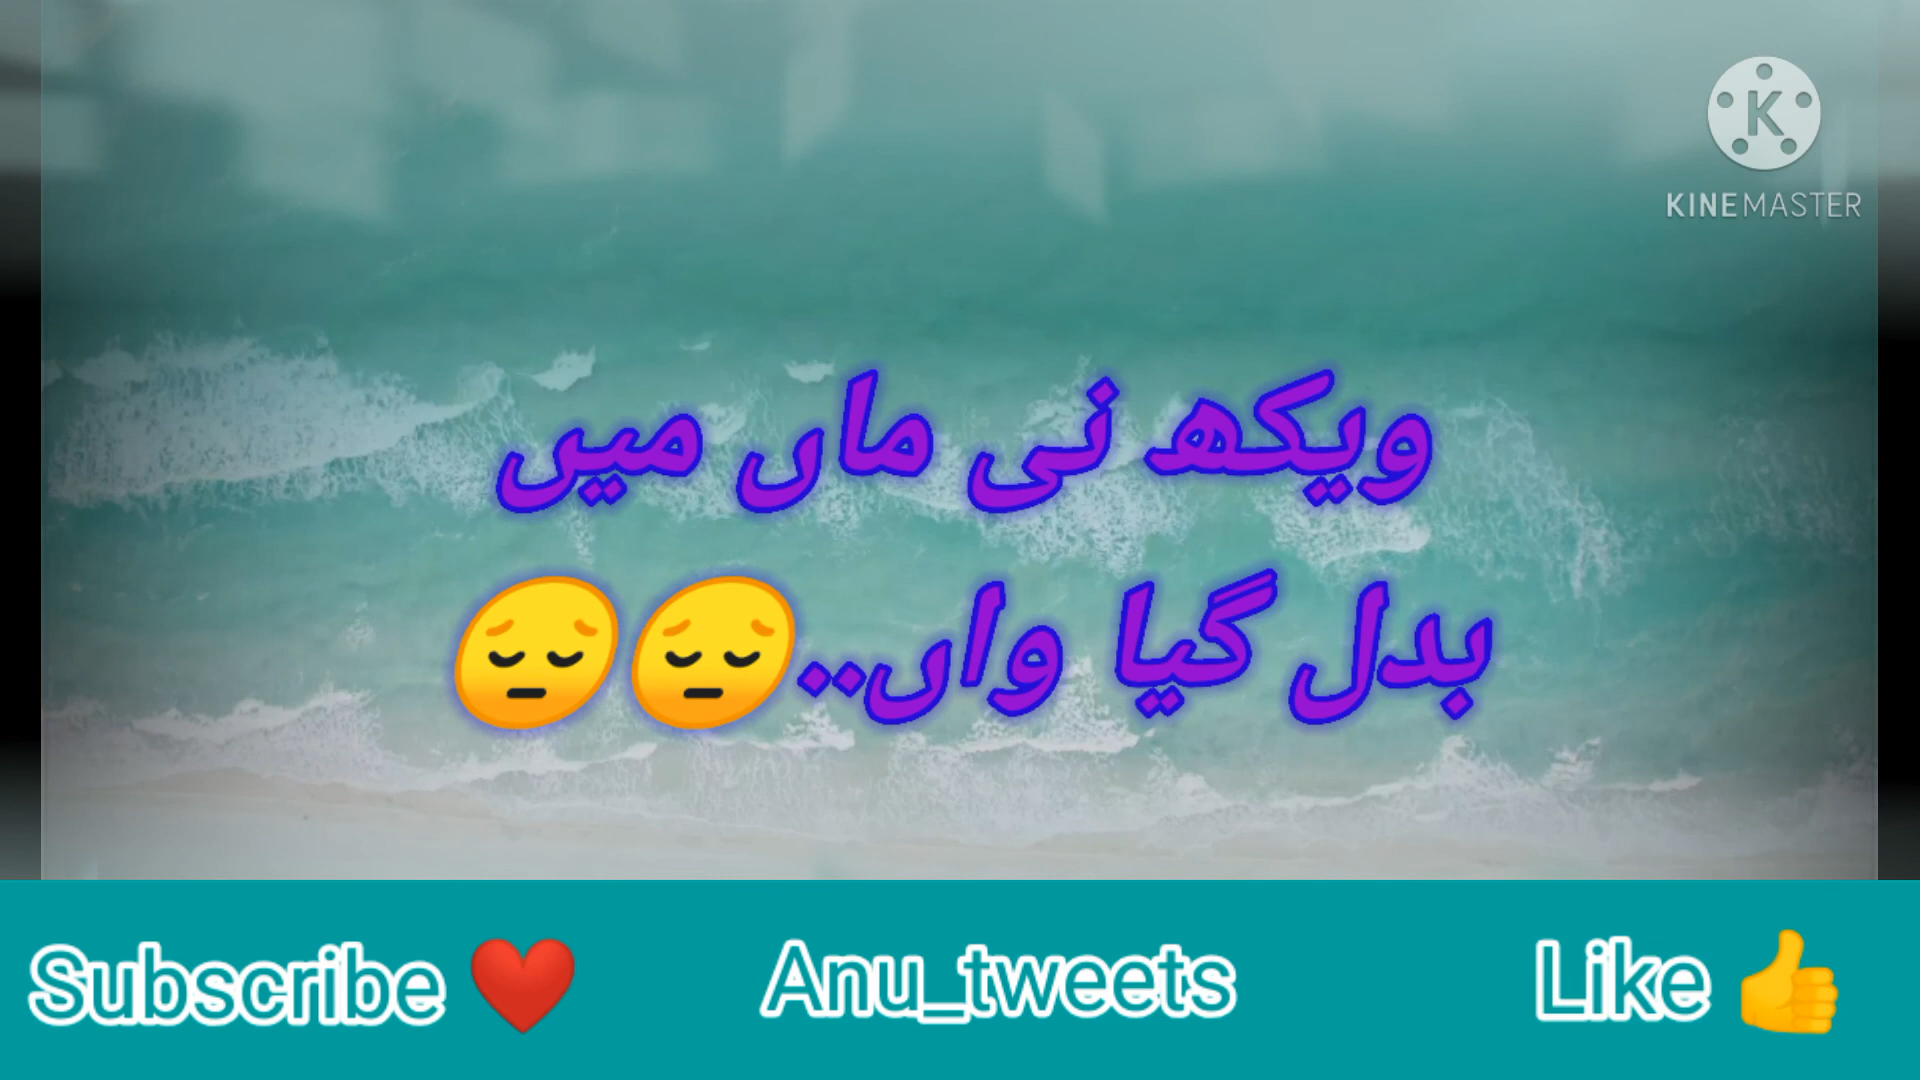 K
KINEMASTER
ویکھ نی ماں میں
بدل گیا واں..😔😔
Subscribe ❤️
Anu_tweets
Like 👍